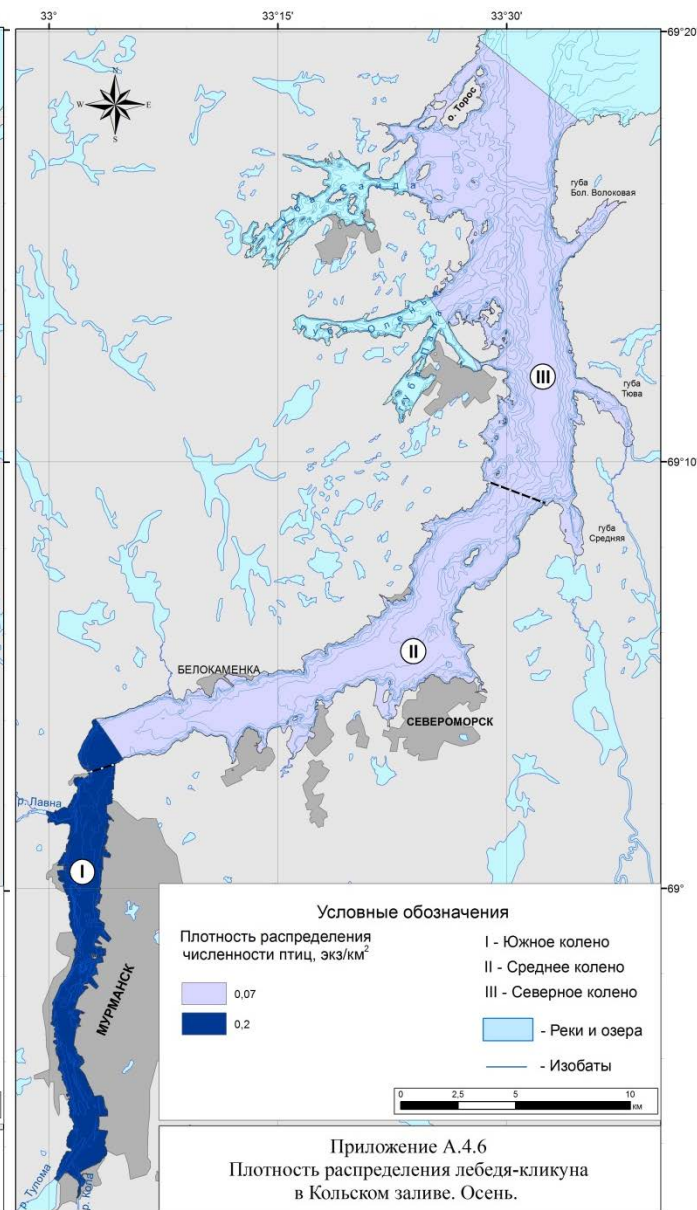 33° 33°15' 33°30'
69°20'
N
W E
S
о. Торос
губа
Бол. Волоковая
III
губа
Тюва
69°10'
губа
Средняя
II
БЕЛОКАМЕНКА
СЕВЕРОМОРСК
р. Лавна
I
69°
МУРМАНСК
р. Тулома
р. Кола
Условные обозначения
Плотность распределения
численности птиц, экз/км²
0,07
0,2
I - Южное колено
II - Среднее колено
III - Северное колено
- Реки и озера
- Изобаты
0 2,5 5 10
км
Приложение А.4.6
Плотность распределения лебедя-кликуна
в Кольском заливе. Осень.